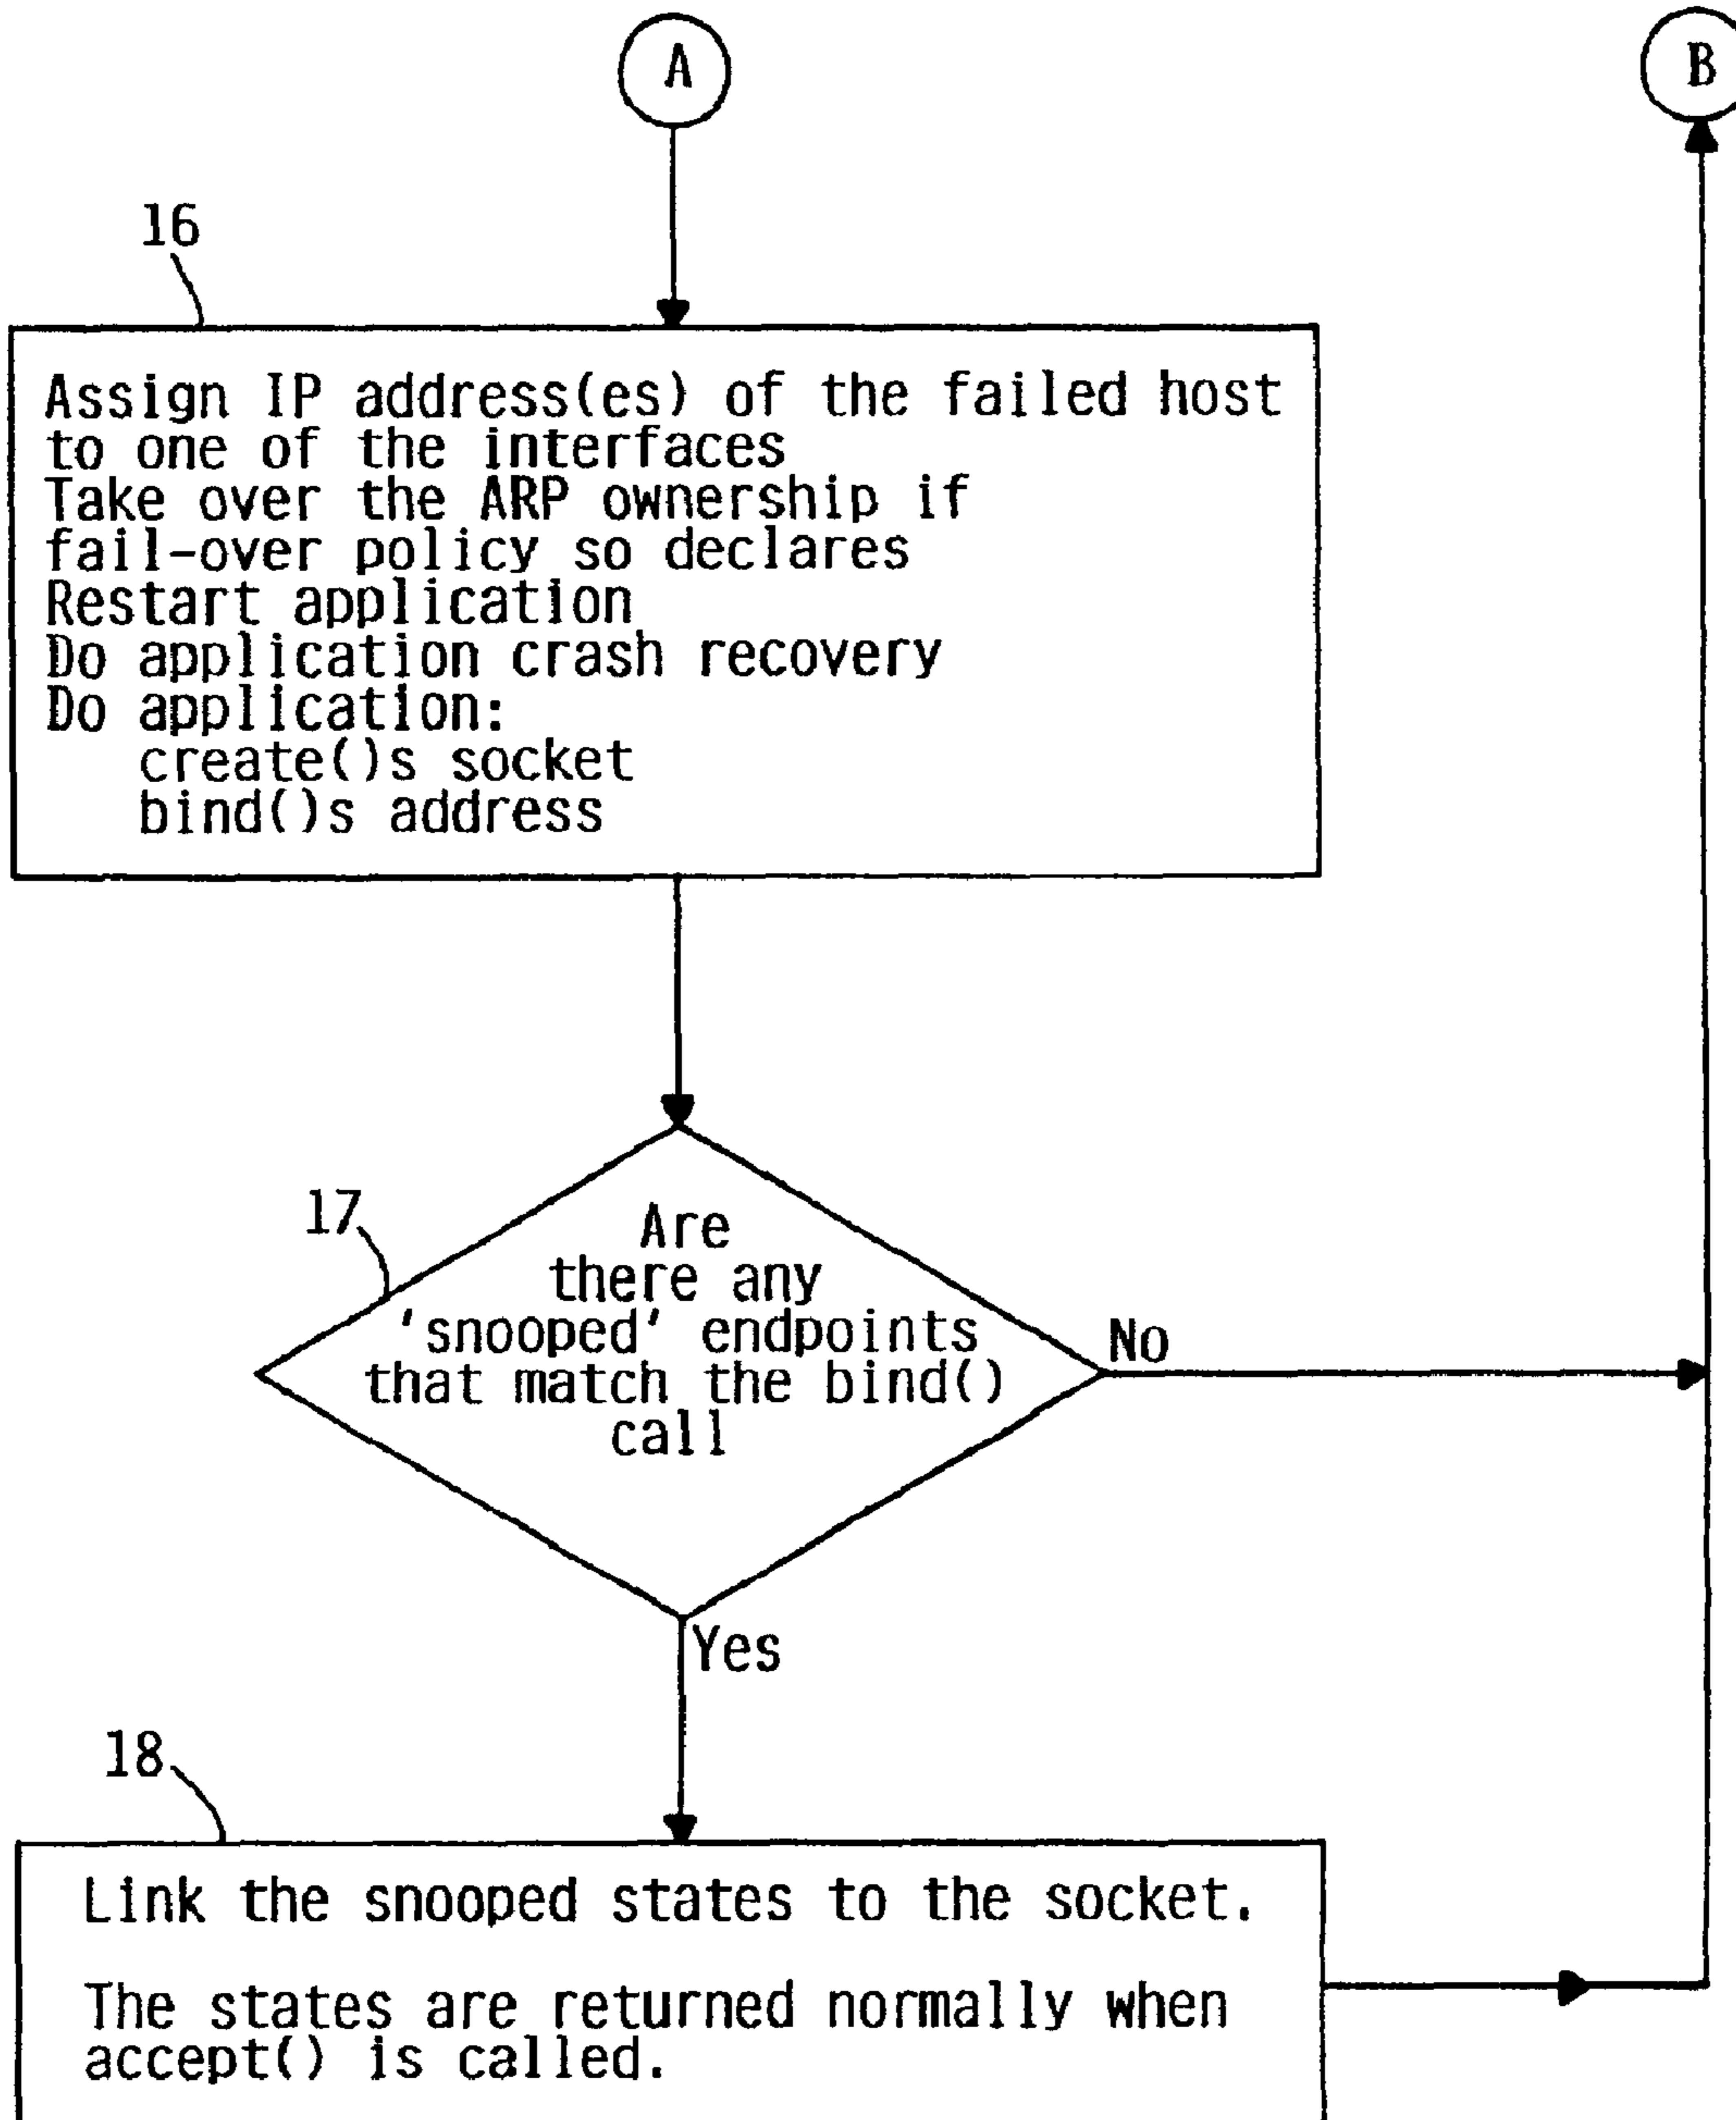 A
B
16
Assign IP address(es) of the failed host
to one of the interfaces
Take over the ARP ownership if
fail-over policy so declares
Restart application
Do application crash recovery
Do application:
create()s socket
bind()s address
17
Are
there any
'snooped' endpoints
that match the bind()
call
No
Yes
18
Link the snooped states to the socket.
The states are returned normally when
accept() is called.